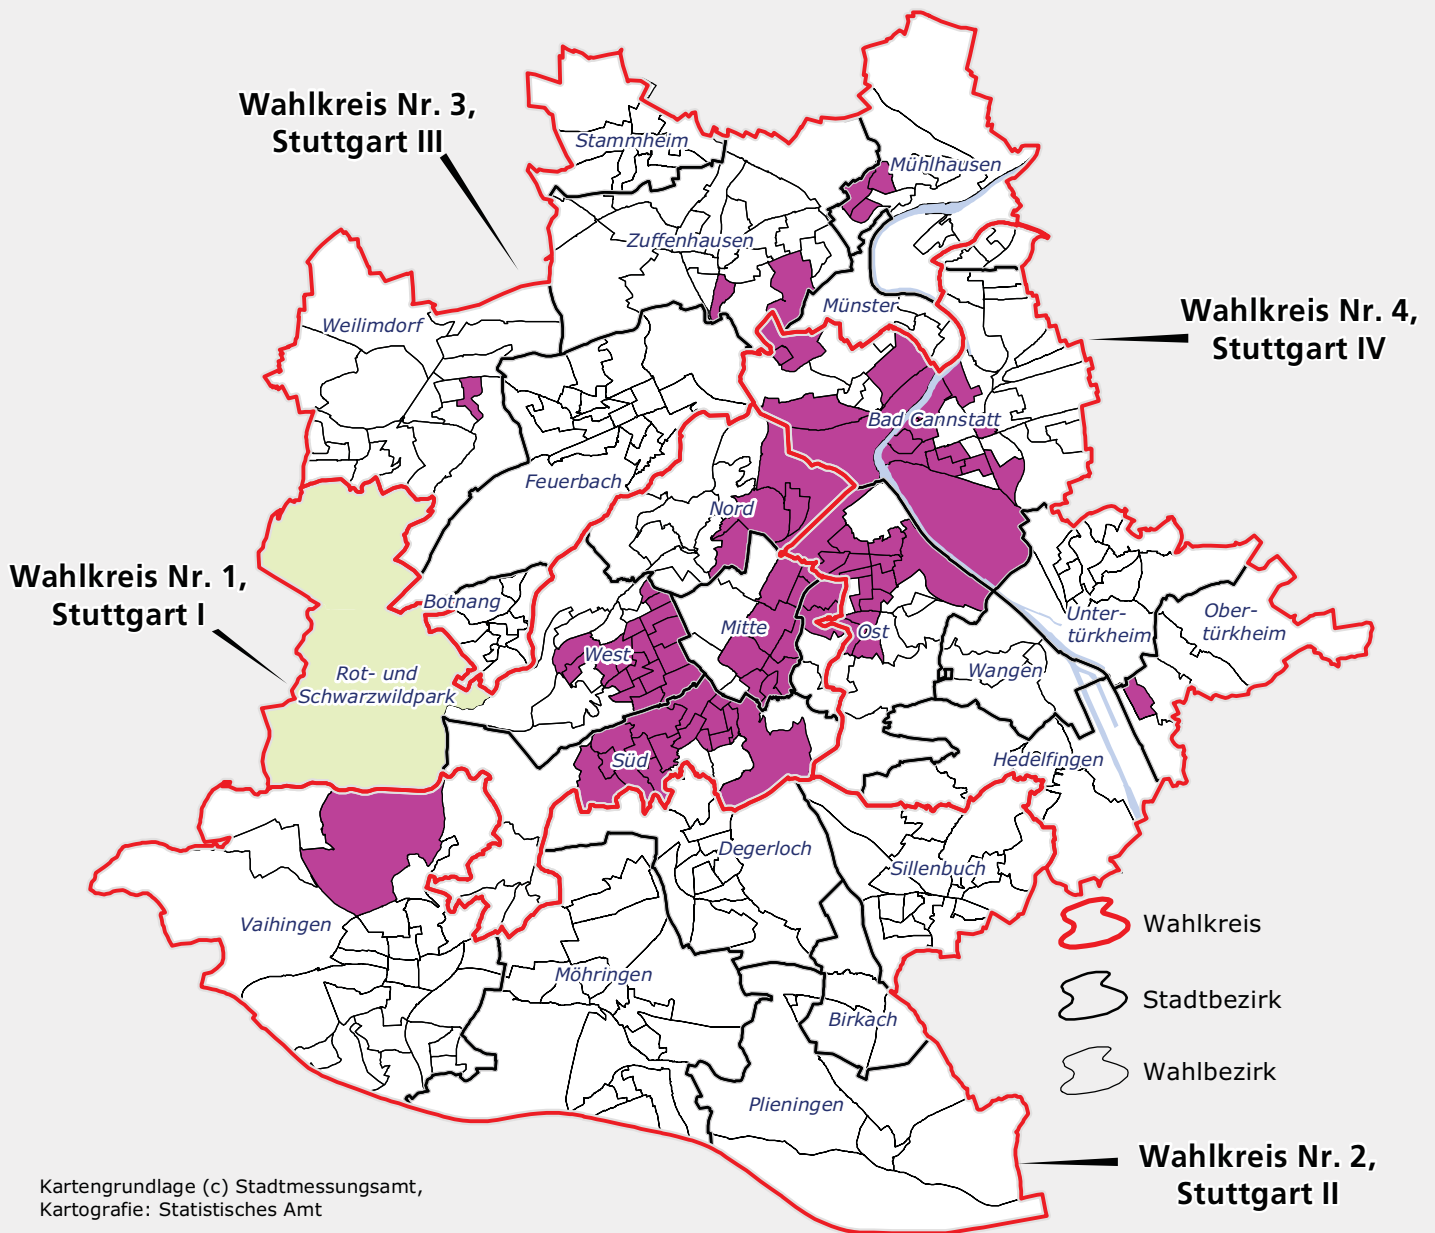 Wahlkreis Nr. 3,
Stuttgart III
Stammheim
Mühlhausen
Zuffenhausen
Münster
Weilimdorf
Wahlkreis Nr. 4,
Stuttgart IV
Bad Cannstatt
Feuerbach
Nord
Wahlkreis Nr. 1,
Stuttgart I
Botnang
Mitte
Ost
Unter-
türkheim
Ober-
türkheim
West
Rot- und
Schwarzwildpark
Wangen
Süd
Hedelfingen
Degerloch
Sillenbuch
Vaihingen
Möhringen
Birkach
Plieningen
Wahlkreis
Stadtbezirk
Wahlbezirk
Wahlkreis Nr. 2,
Stuttgart II
Kartengrundlage (c) Stadtmessungsamt,
Kartografie: Statistisches Amt